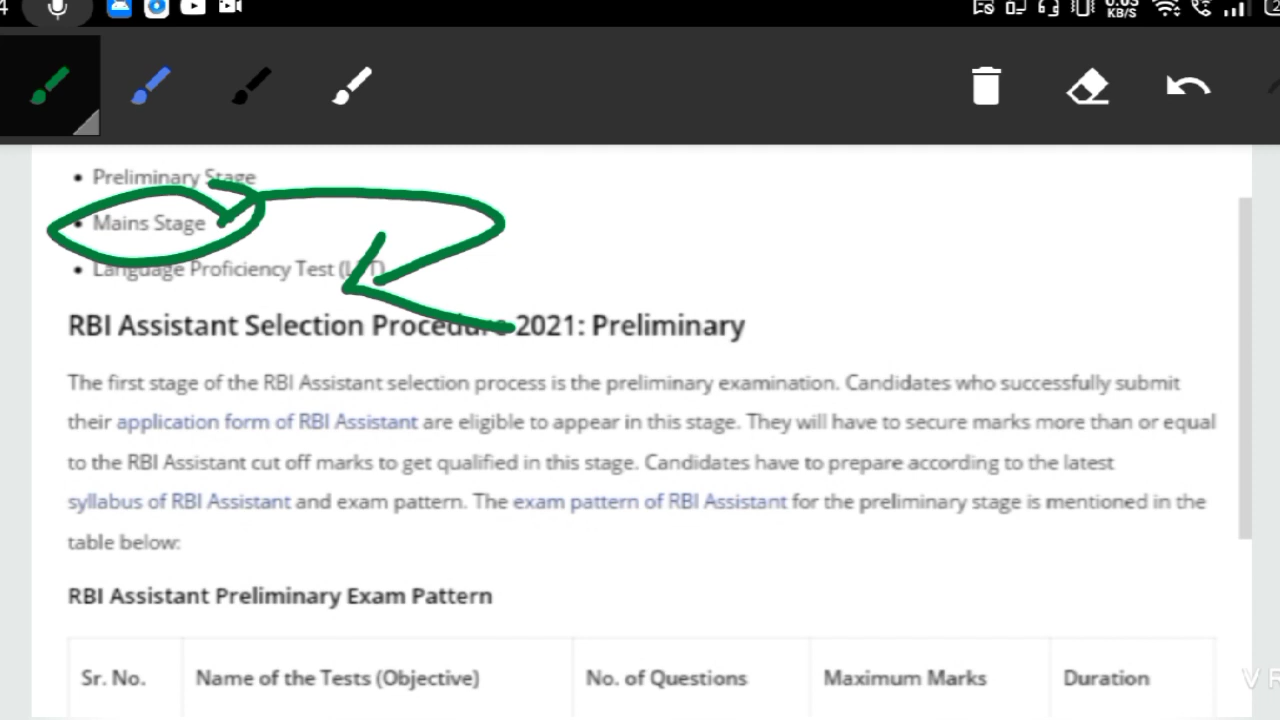 KB/S
Preliminary Stage
Mains Stage
Language Proficiency Test (LPT)
RBI Assistant Selection Procedure 2021: Preliminary
The first stage of the RBI Assistant selection process is the preliminary examination. Candidates who successfully submit
their application form of RBI Assistant are eligible to appear in this stage. They will have to secure marks more than or equal
to the RBI Assistant cut off marks to get qualified in this stage. Candidates have to prepare according to the latest
syllabus of RBI Assistant and exam pattern. The exam pattern of RBI Assistant for the preliminary stage is mentioned in the
table below:
RBI Assistant Preliminary Exam Pattern
Sr. No. Name of the Tests (Objective) No. of Questions Maximum Marks Duration